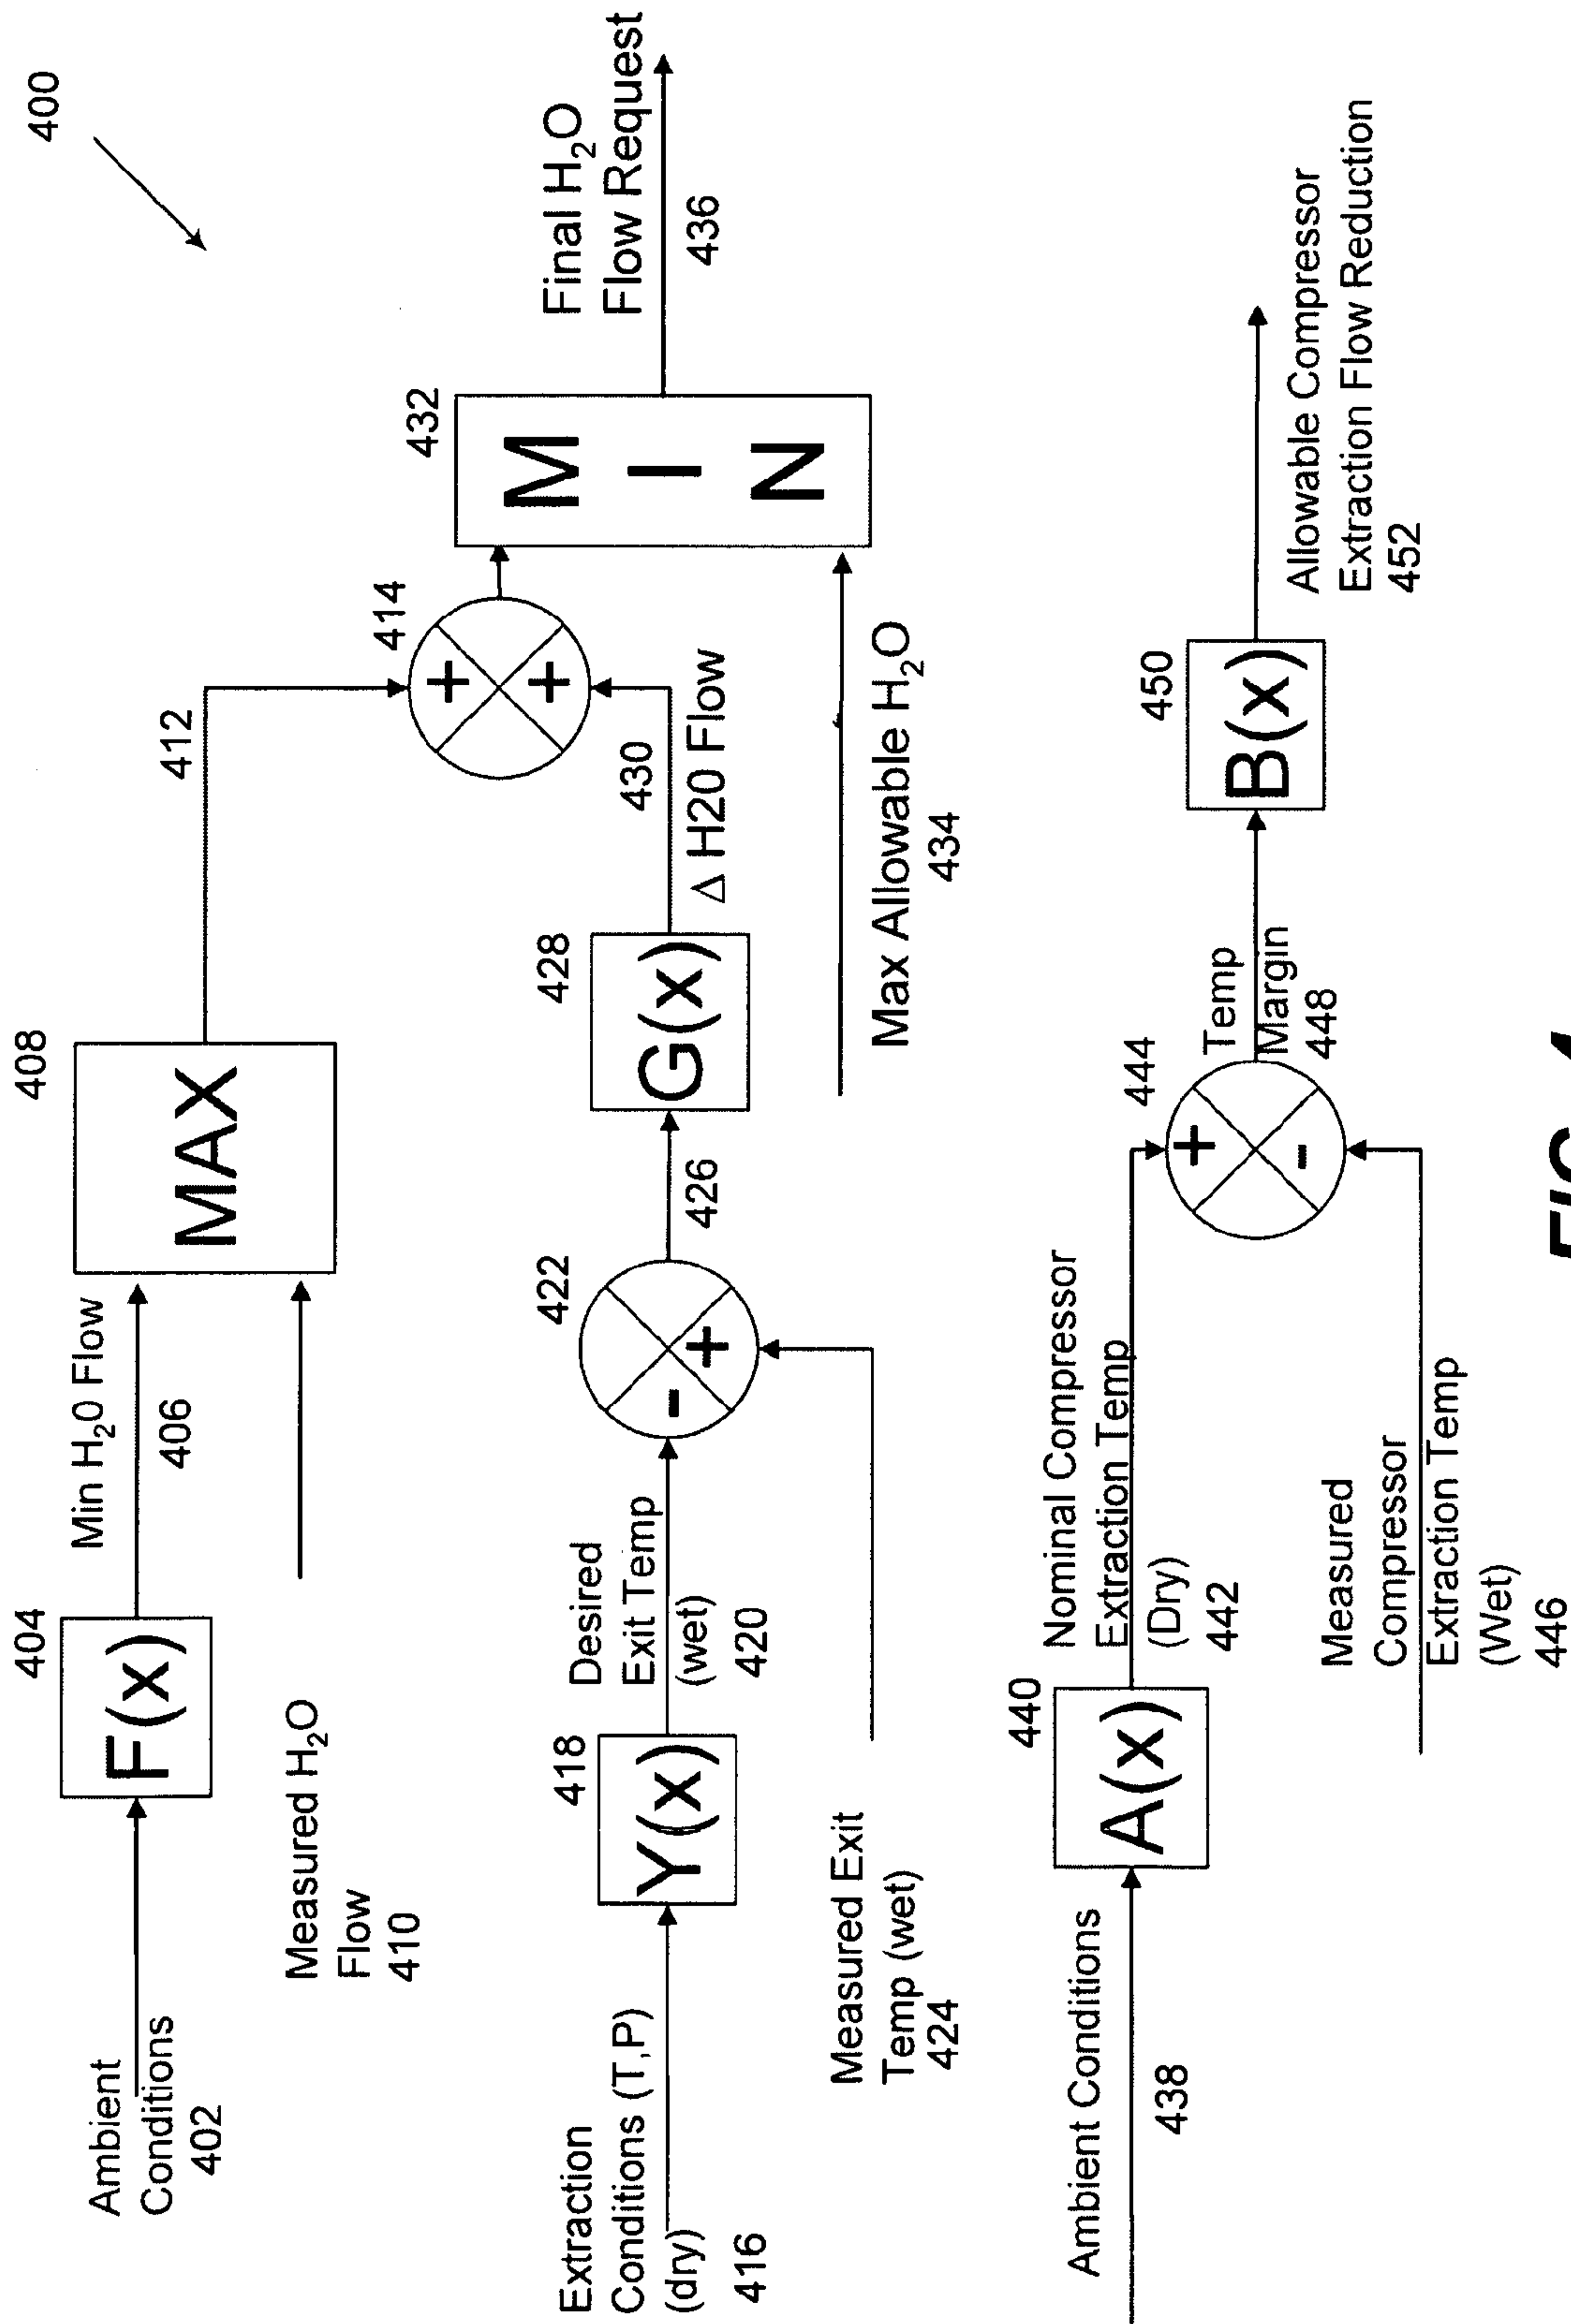 400
Ambient
Conditions
402
404
F(x)
Min H₂0 Flow
406
Measured H₂O
Flow
410
408
MAX
412
414
+
+
Extraction
Conditions (T,P)
(dry)
416
418
Y(x)
Desired
Exit Temp
(wet)
420
Measured Exit
Temp (wet)
424
422
-
+
426
428
G(x)
430
Δ H20 Flow
Max Allowable H₂O
434
432
M
I
N
Final H₂O
Flow Request
436
Ambient Conditions
438
440
A(x)
Nominal Compressor
Extraction Temp
(Dry)
442
Measured
Compressor
Extraction Temp
(Wet)
446
444
+
-
Temp
Margin
448
450
B(x)
Allowable Compressor
Extraction Flow Reduction
452